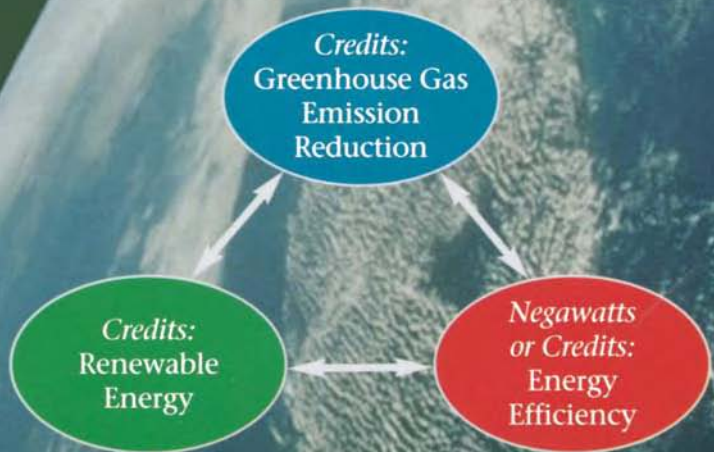 Credits:
Greenhouse Gas
Emission
Reduction
Credits:
Renewable
Energy
Negawatts
or Credits:
Energy
Efficiency